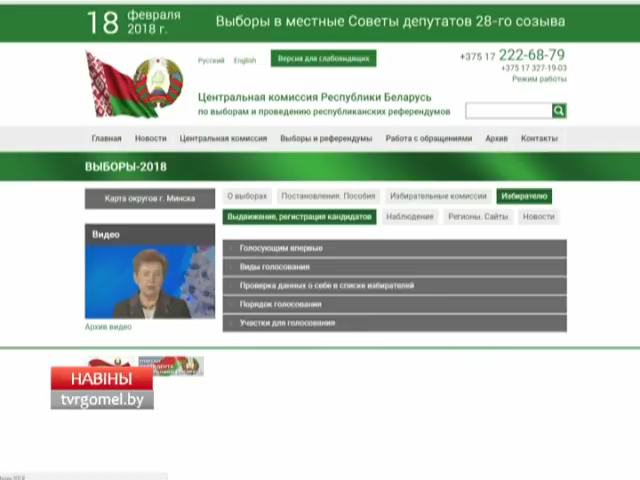 18 февраля 2018 г.
Выборы в местные Советы депутатов 28-го созыва
Русский English Версия для слабовидящих
+375 17 222-68-79
+375 17 327-19-03
Режим работы
Центральная комиссия Республики Беларусь
по выборам и проведению республиканских референдумов
Главная Новости Центральная комиссия Выборы и референдумы Работа с обращениями Архив Контакты
ВЫБОРЫ-2018
Карта округов г. Минска
О выборах Постановления. Пособия Избирательные комиссии Избирателю
Выдвижение, регистрация кандидатов Наблюдение Регионы. Сайты Новости
Видео
Архив видео
Голосующим впервые
Виды голосования
Проверка данных о себе в списке избирателей
Порядок голосования
Участки для голосования
НАВІНЫ
tvrgomel.by